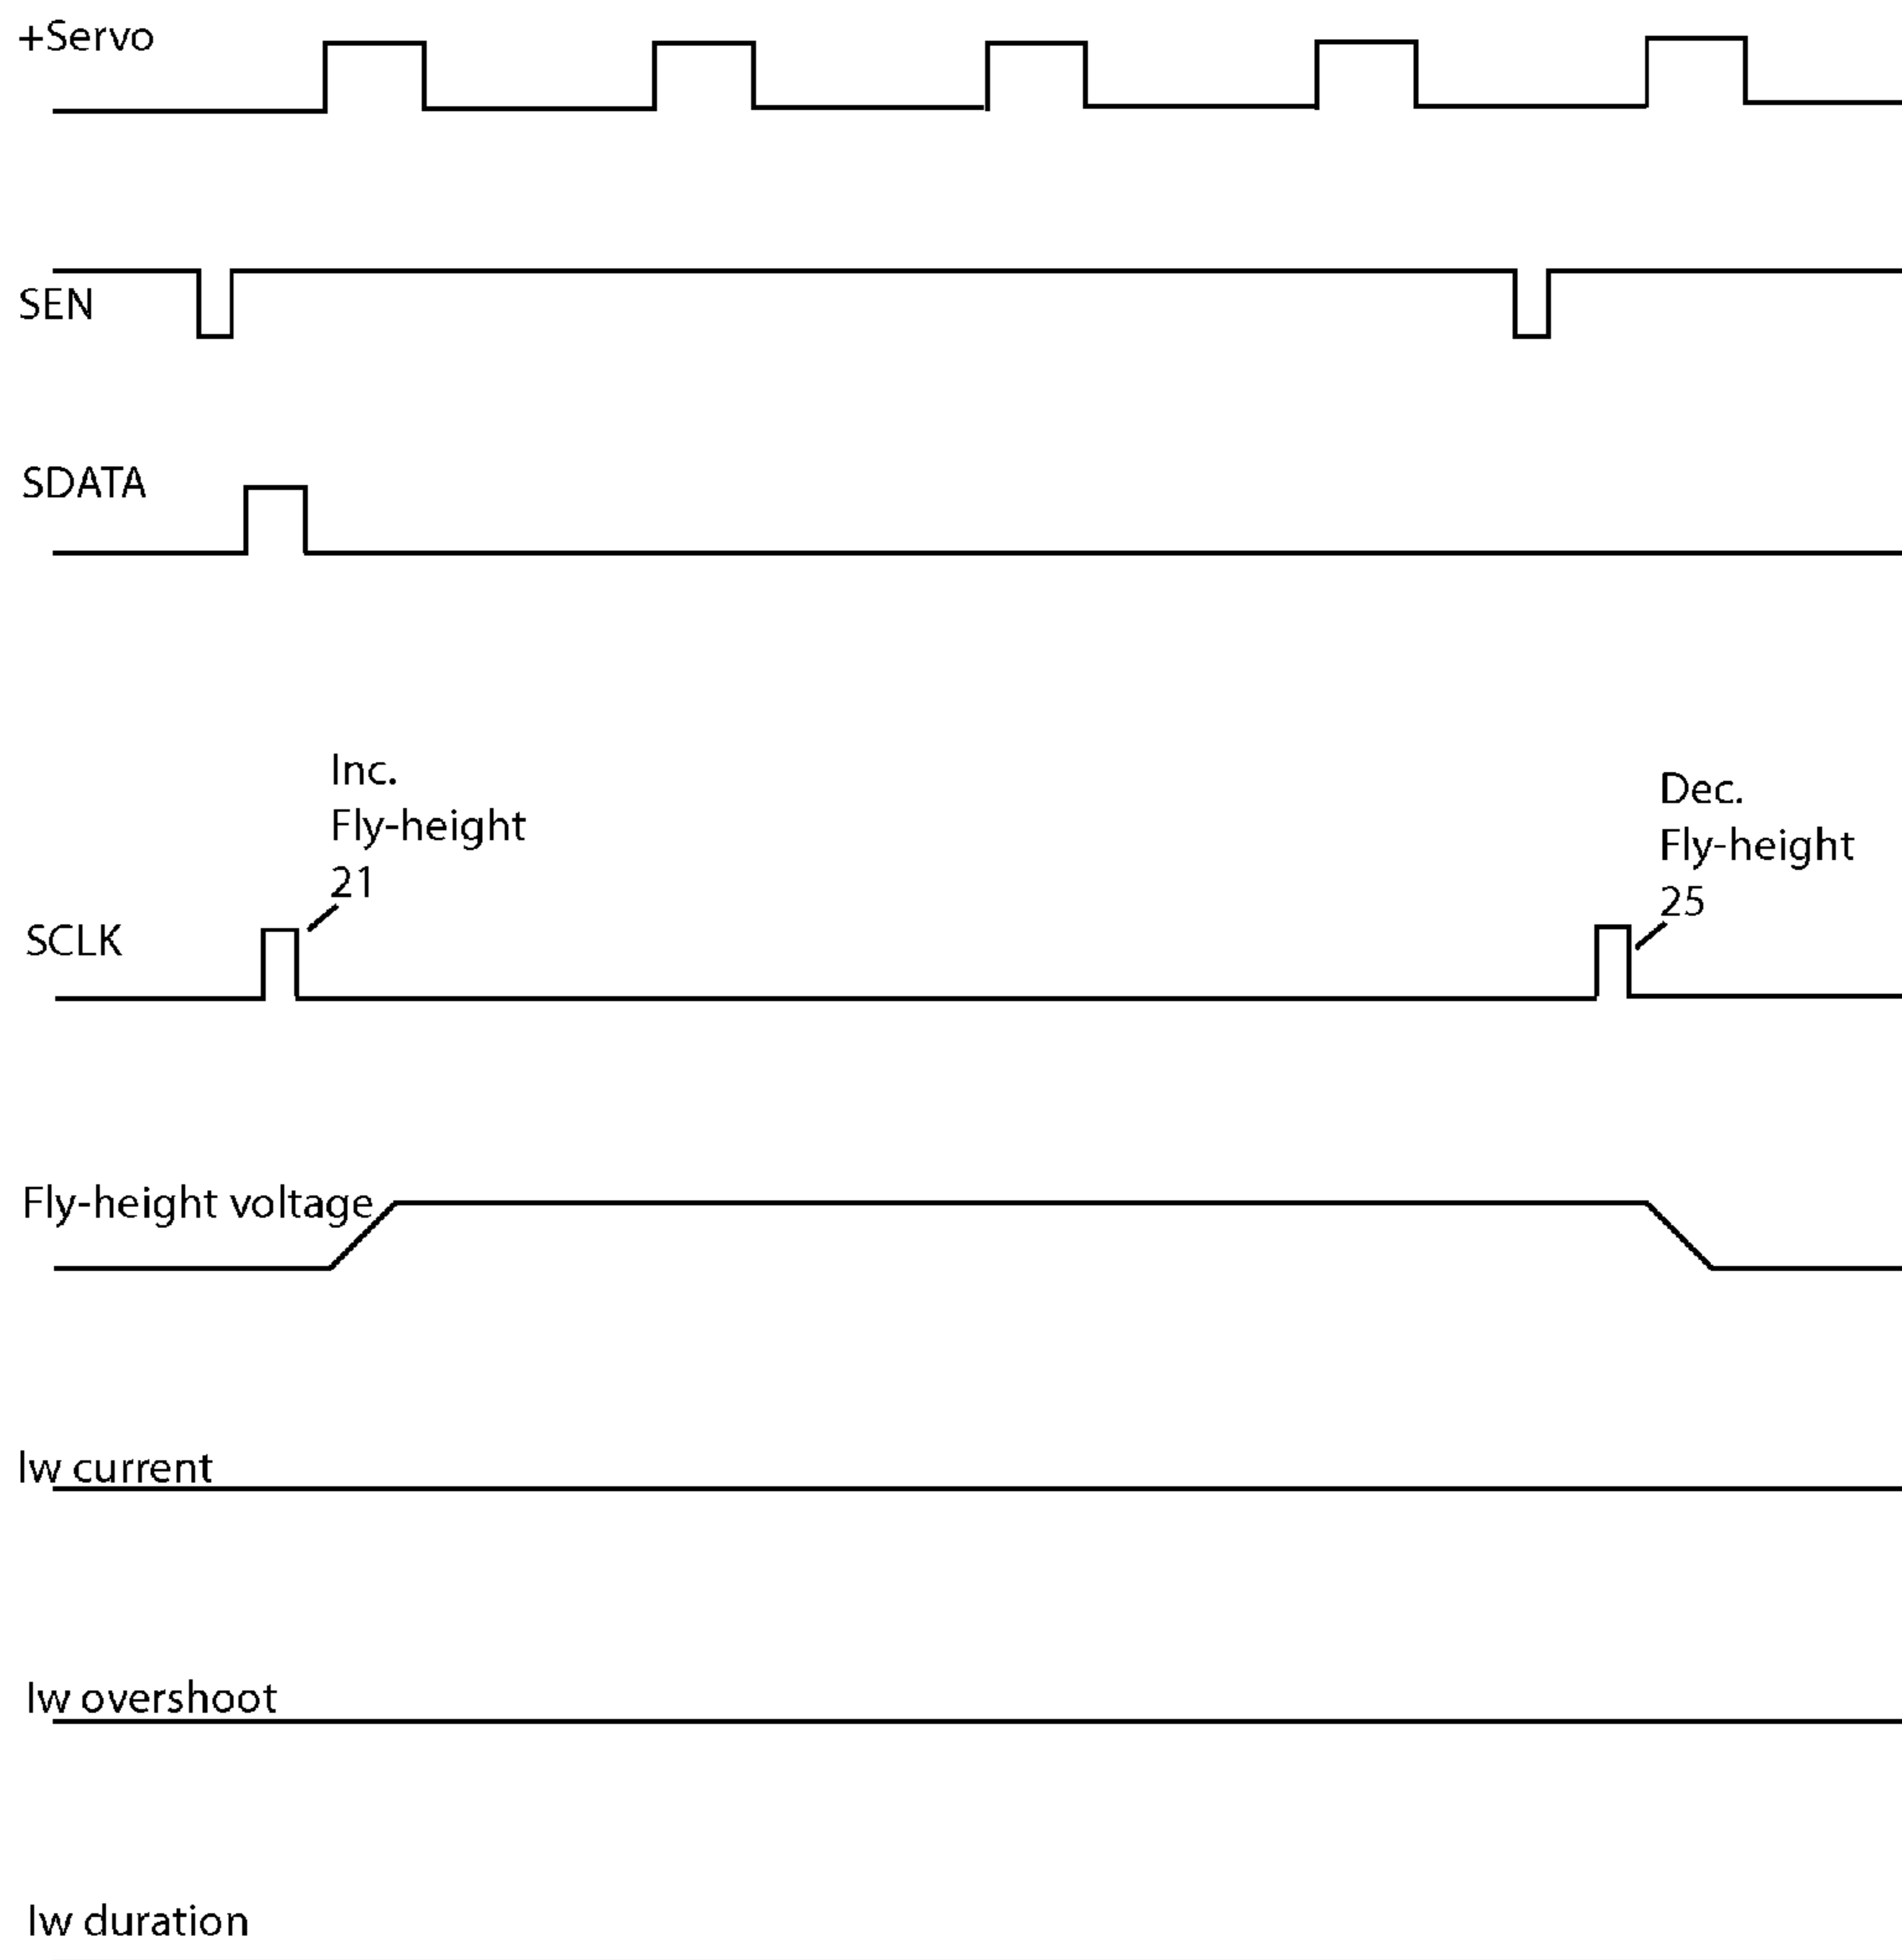 +Servo
SEN
SDATA
Inc.
Fly-height
21
Dec.
Fly-height
25
SCLK
Fly-height voltage
Iw current
Iw overshoot
Iw duration